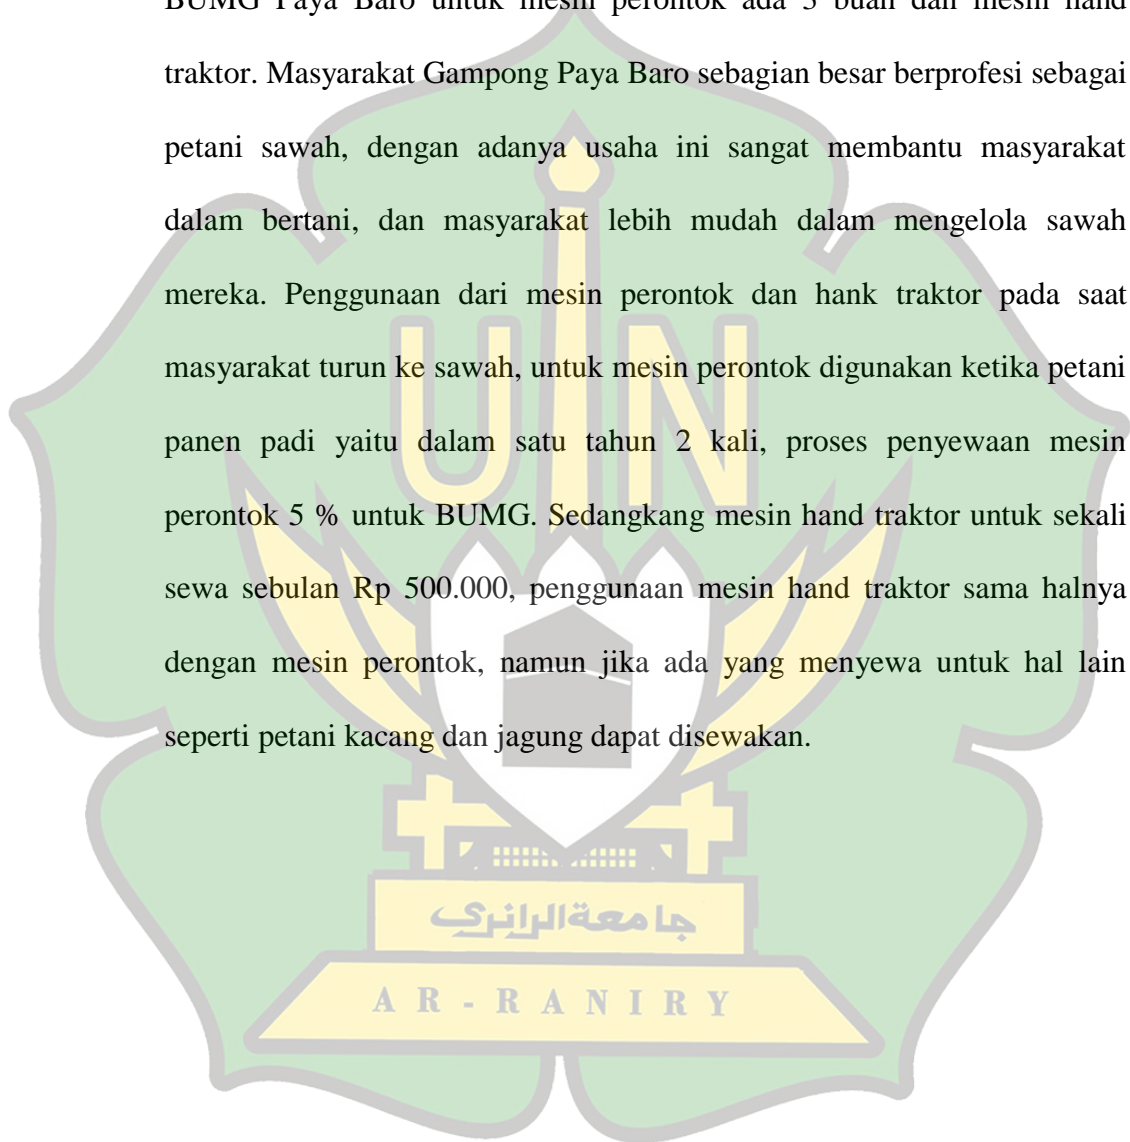 BUMG Paya Baro untuk mesin perontok ada 3 buah dan mesin hand
traktor. Masyarakat Gampong Paya Baro sebagian besar berprofesi sebagai
petani sawah, dengan adanya usaha ini sangat membantu masyarakat
dalam bertani, dan masyarakat lebih mudah dalam mengelola sawah
mereka. Penggunaan dari mesin perontok dan hank traktor pada saat
masyarakat turun ke sawah, untuk mesin perontok digunakan ketika petani
panen padi yaitu dalam satu tahun 2 kali, proses penyewaan mesin
perontok 5 % untuk BUMG. Sedangkang mesin hand traktor untuk sekali
sewa sebulan Rp 500.000, penggunaan mesin hand traktor sama halnya
dengan mesin perontok, namun jika ada yang menyewa untuk hal lain
seperti petani kacang dan jagung dapat disewakan.
UIN
جامعةالرانري
AR-RANIRY